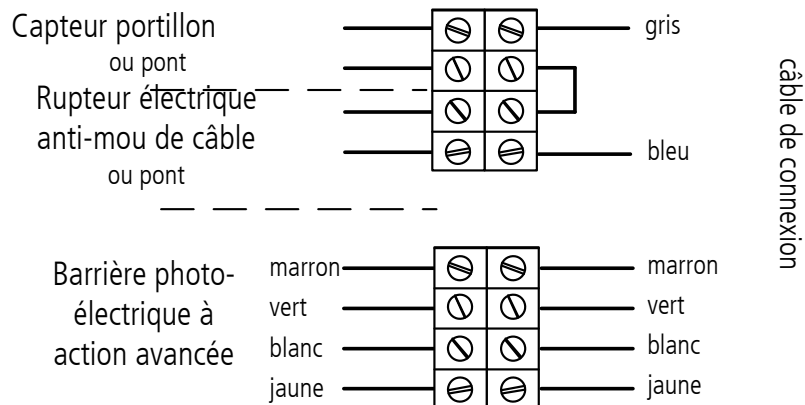 Capteur portillon
ou pont
Rupteur électrique
anti-mou de câble
ou pont
gris
bleu
câble de connexion
Barrière photo-
électrique à
action avancée
marron
vert
blanc
jaune
marron
vert
blanc
jaune